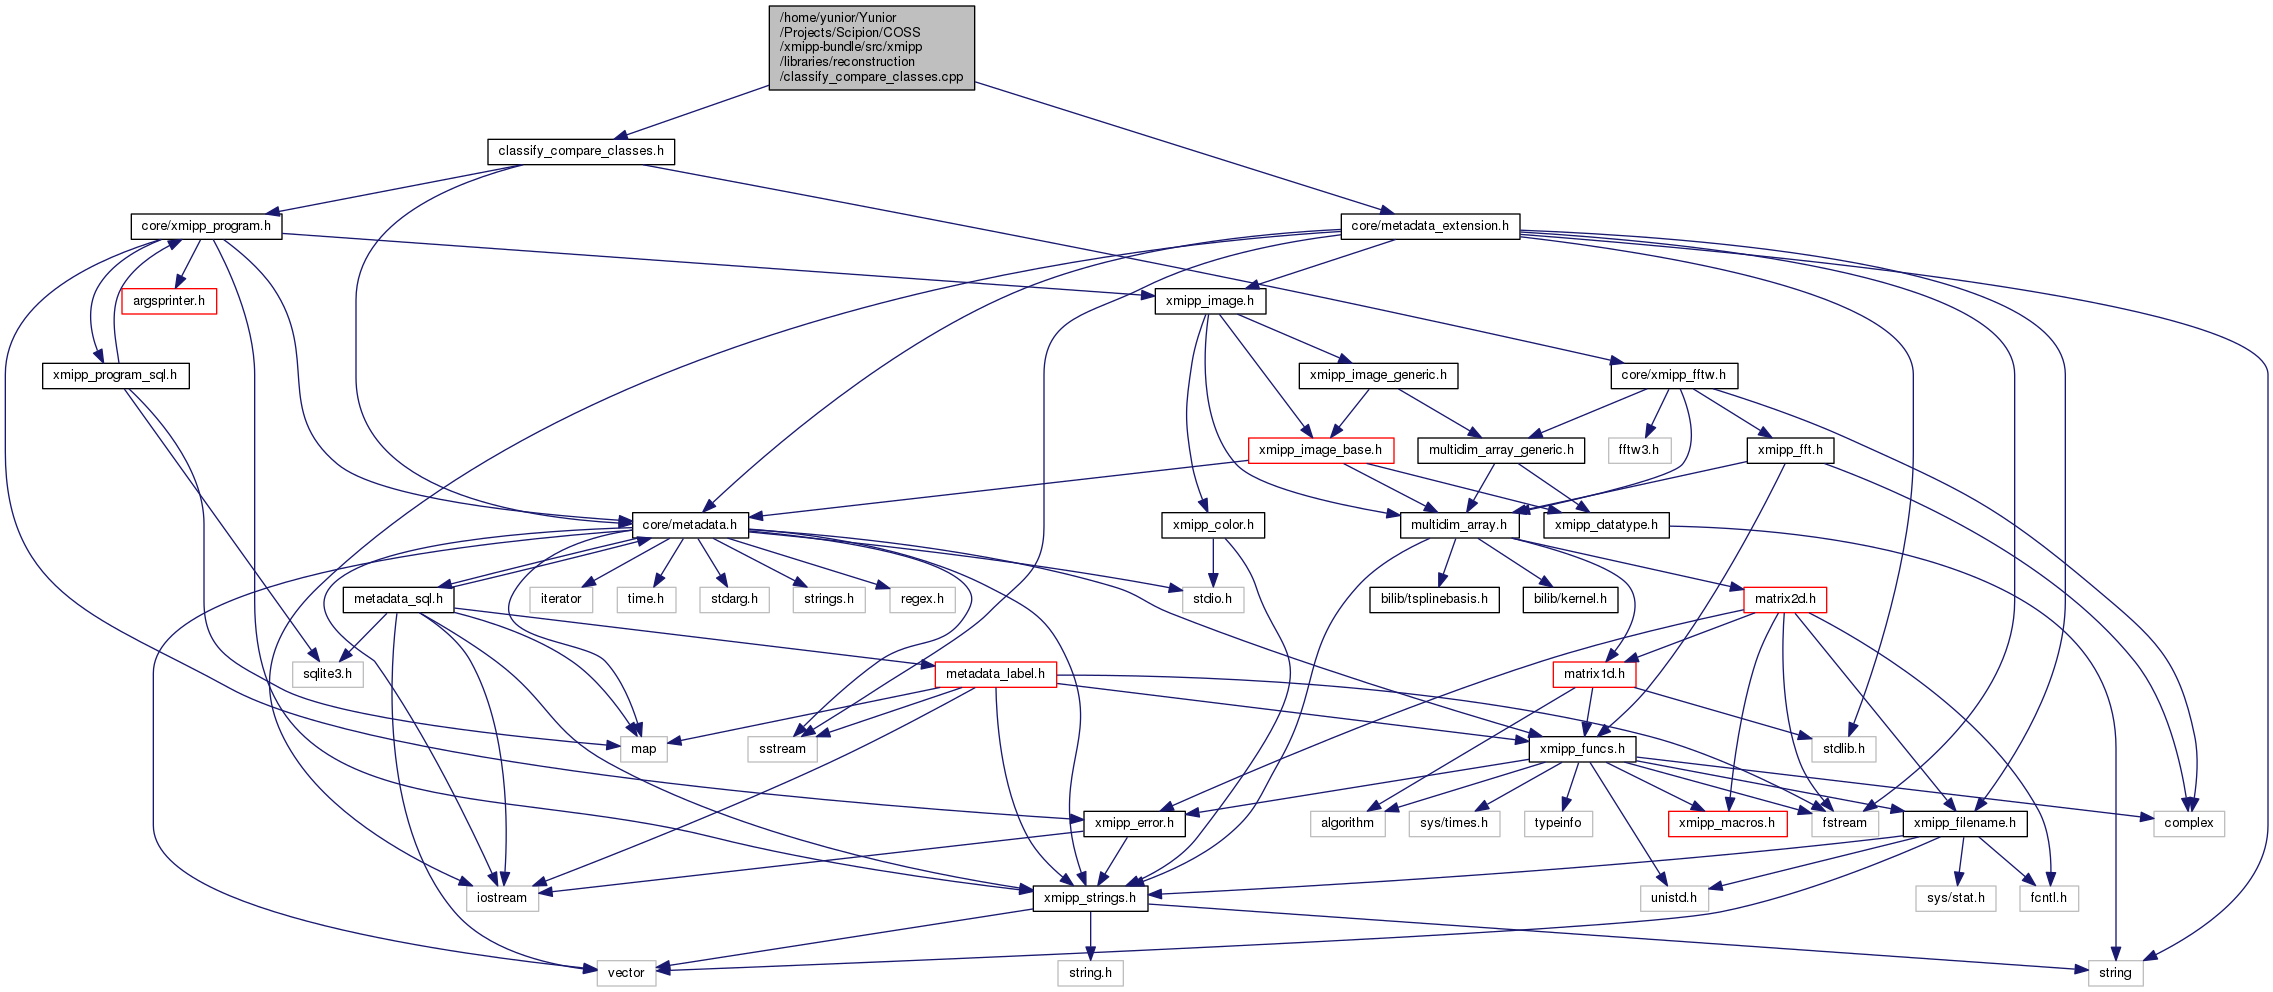 /home/yunior/Yunior
/Projects/Scipion/COSS
/xmipp-bundle/src/xmipp
/libraries/reconstruction
/classify_compare_classes.cpp
classify_compare_classes.h
core/xmipp_program.h
core/metadata_extension.h
argsprinter.h
xmipp_image.h
xmipp_program_sql.h
xmipp_image_generic.h
core/xmipp_fftw.h
xmipp_image_base.h
multidim_array_generic.h
fftw3.h
xmipp_fft.h
core/metadata.h
xmipp_color.h
multidim_array.h
xmipp_datatype.h
metadata_sql.h
iterator
time.h
stdarg.h
strings.h
regex.h
stdio.h
bilib/tsplinebasis.h
bilib/kernel.h
matrix2d.h
sqlite3.h
metadata_label.h
matrix1d.h
map
sstream
xmipp_funcs.h
stdlib.h
xmipp_error.h
algorithm
sys/times.h
typeinfo
xmipp_macros.h
fstream
xmipp_filename.h
complex
iostream
xmipp_strings.h
unistd.h
sys/stat.h
fcntl.h
vector
string.h
string